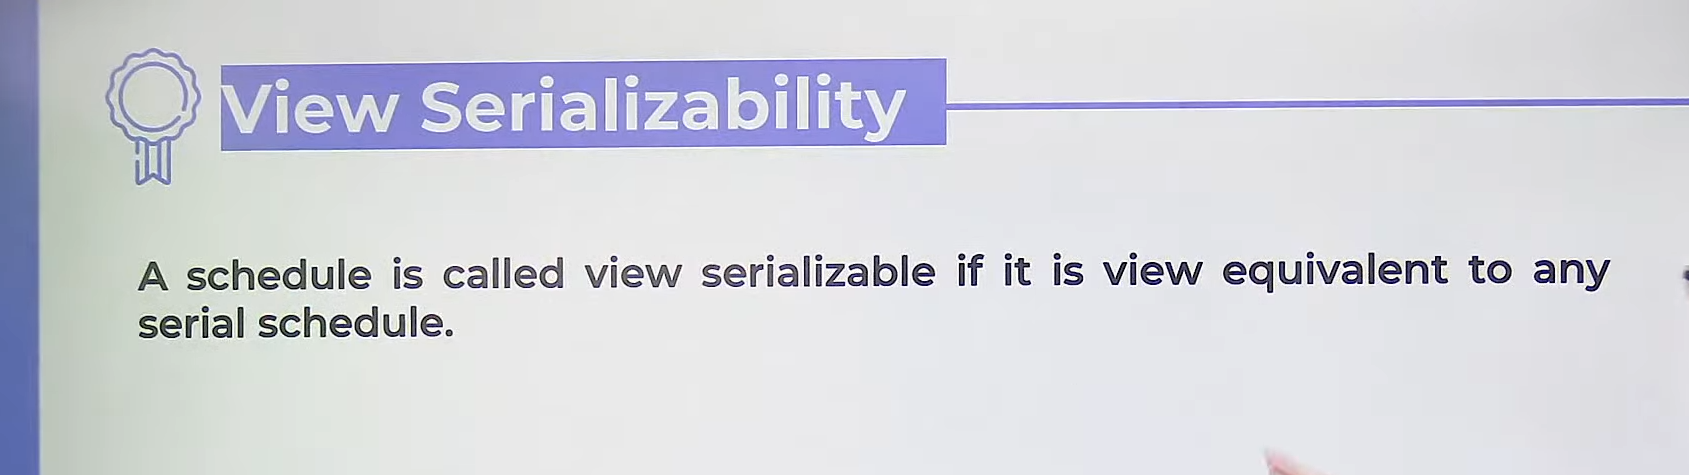 View Serializability
A schedule is called view serializable if it is view equivalent to any
serial schedule.